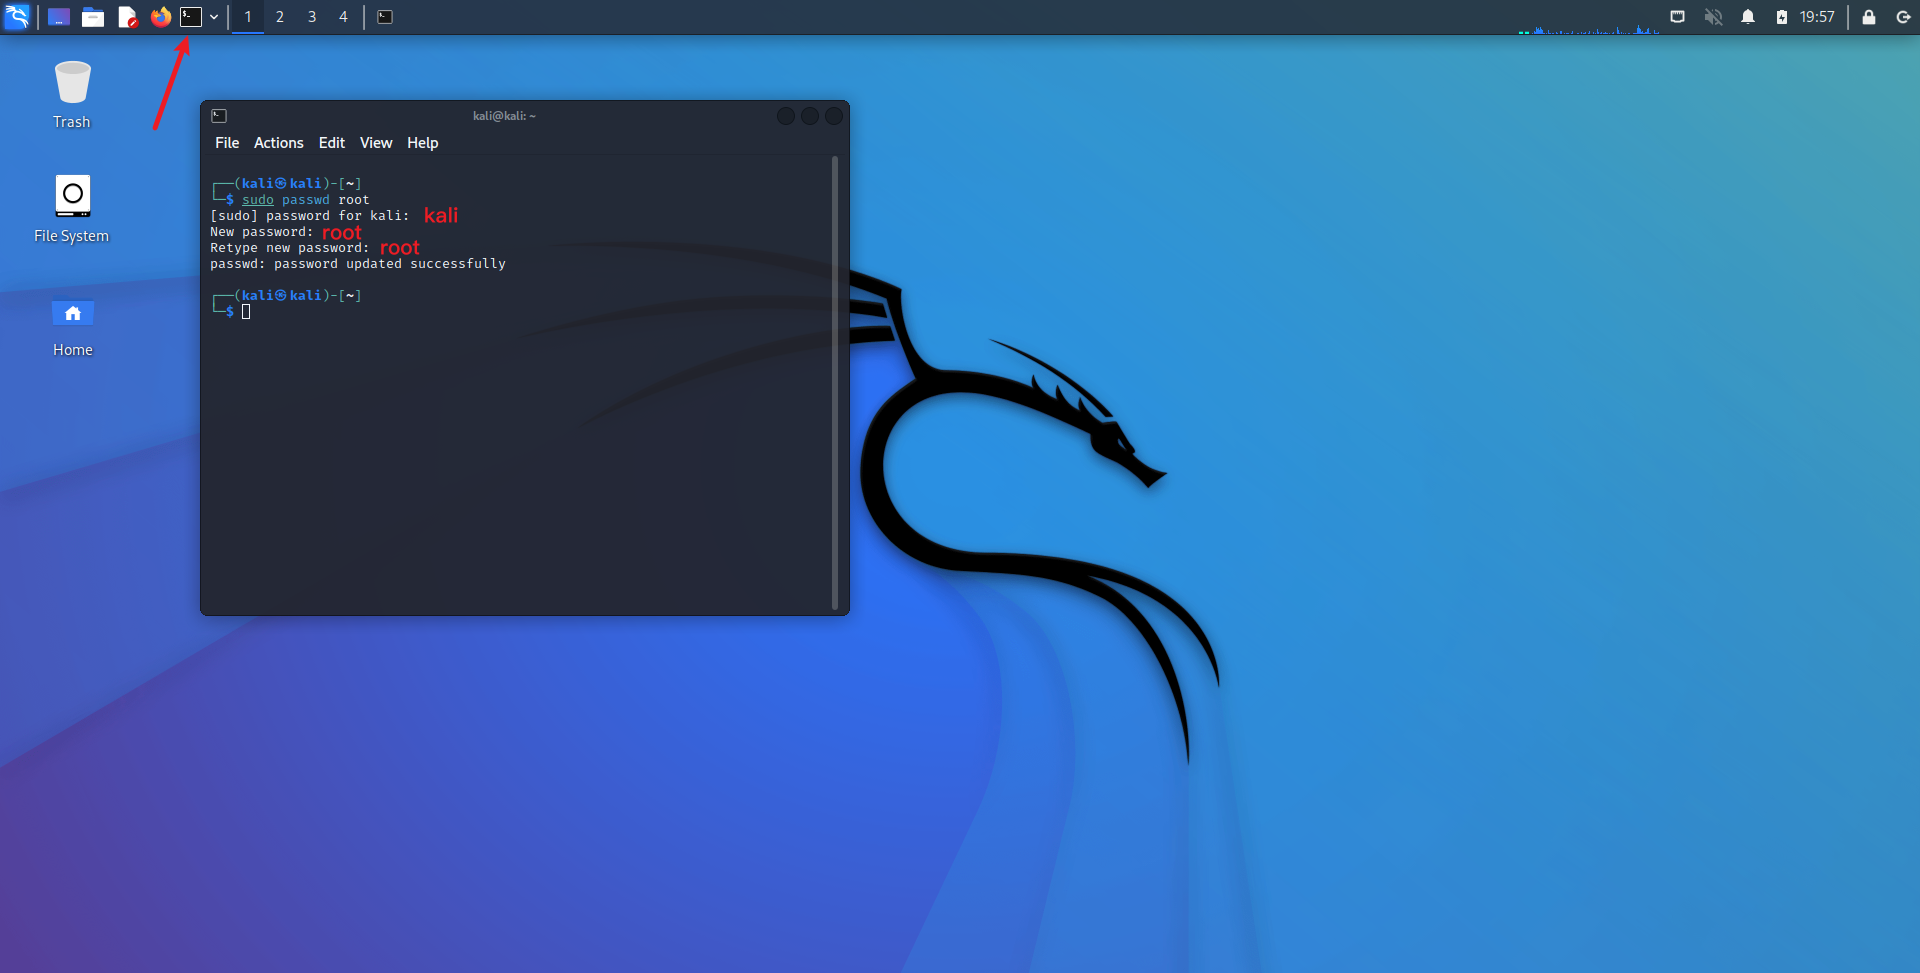 1 2 3 4
19:57
Trash
File System
Home
kali@kali: ~
File Actions Edit View Help
┌──(kali㉿kali)-[~]
└─$ sudo passwd root
[sudo] password for kali: kali
New password: root
Retype new password: root
passwd: password updated successfully
┌──(kali㉿kali)-[~]
└─$